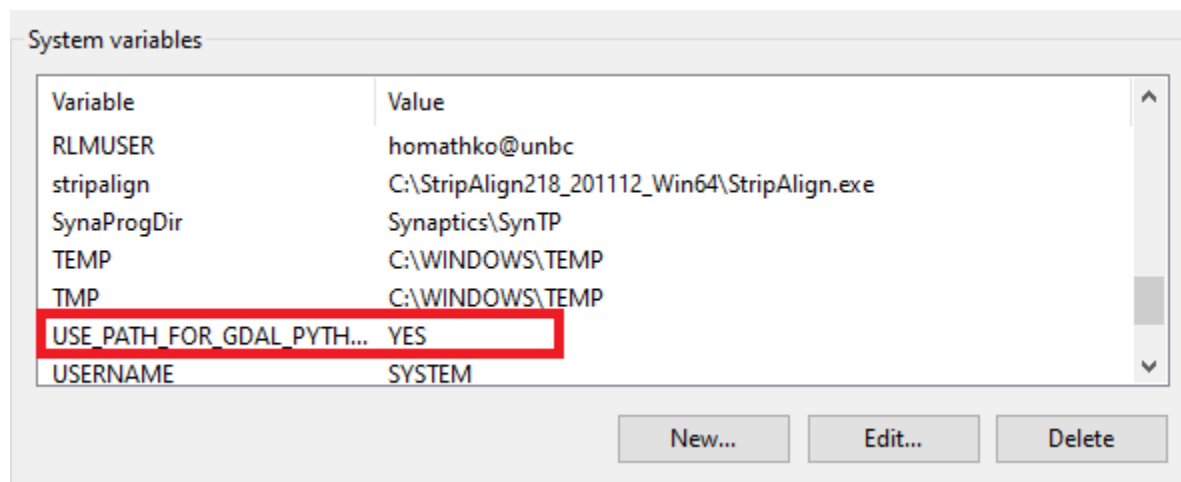 System variables
Variable Value
RLMUSER homathko@unbc
stripalign C:\StripAlign218_201112_Win64\StripAlign.exe
SynaProgDir Synaptics\SynTP
TEMP C:\WINDOWS\TEMP
TMP C:\WINDOWS\TEMP
USE_PATH_FOR_GDAL_PYTH... YES
USERNAME SYSTEM
New... Edit... Delete